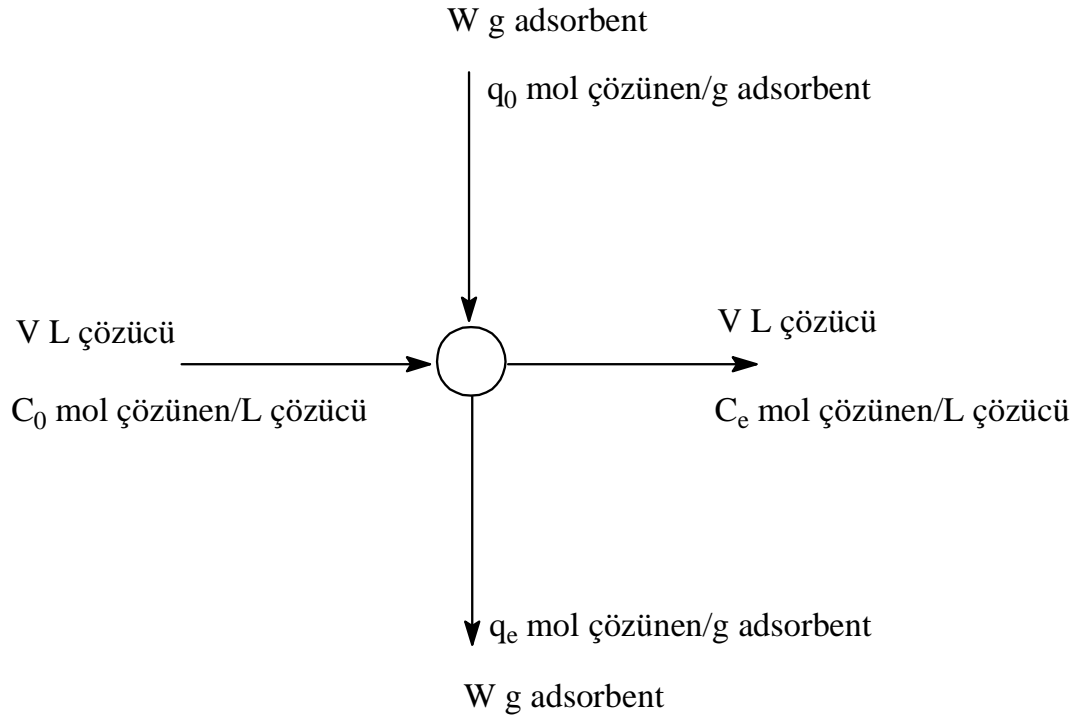 W g adsorbent
q₀ mol çözünen/g adsorbent
V L çözücü
C₀ mol çözünen/L çözücü
V L çözücü
Cₑ mol çözünen/L çözücü
qₑ mol çözünen/g adsorbent
W g adsorbent